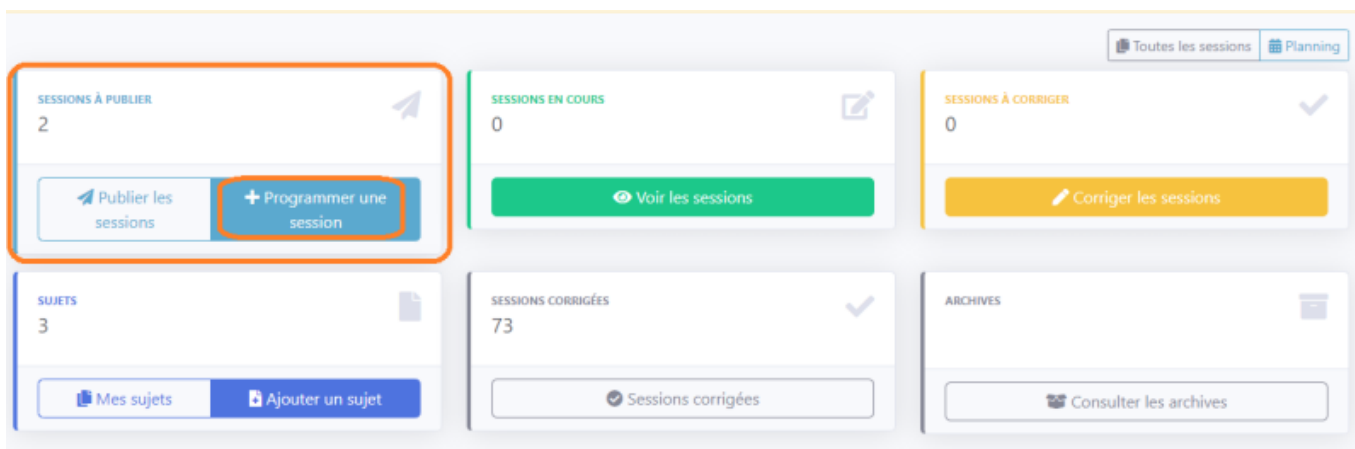 Toutes les sessions Planning
SESSIONS À PUBLIER
2
Publier les
sessions
Programmer une
session
SESSIONS EN COURS
0
Voir les sessions
SESSIONS À CORRIGER
0
Corriger les sessions
SUJETS
3
Mes sujets Ajouter un sujet
SESSIONS CORRIGÉES
73
Sessions corrigées
ARCHIVES
Consulter les archives